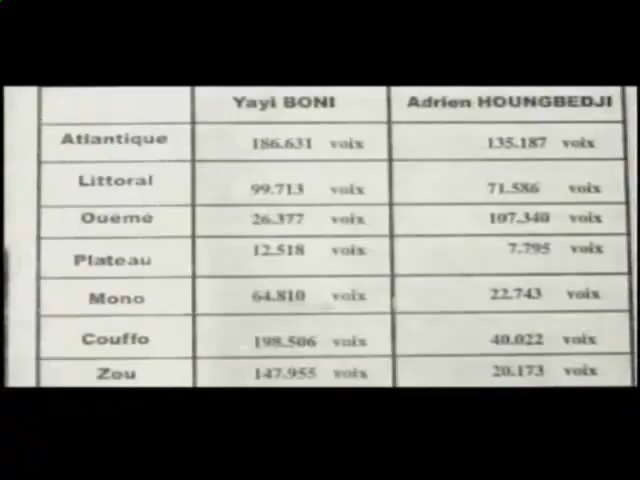 Yayi BONI Adrien HOUNGBEDJI
Atlantique 186.631 voix 135.187 voix
Littoral 99.713 voix 71.586 voix
Ouémé 26.377 voix 107.340 voix
Plateau 12.518 voix 7.795 voix
Mono 64.810 voix 22.743 voix
Couffo 198.506 voix 40.022 voix
Zou 147.955 voix 20.173 voix